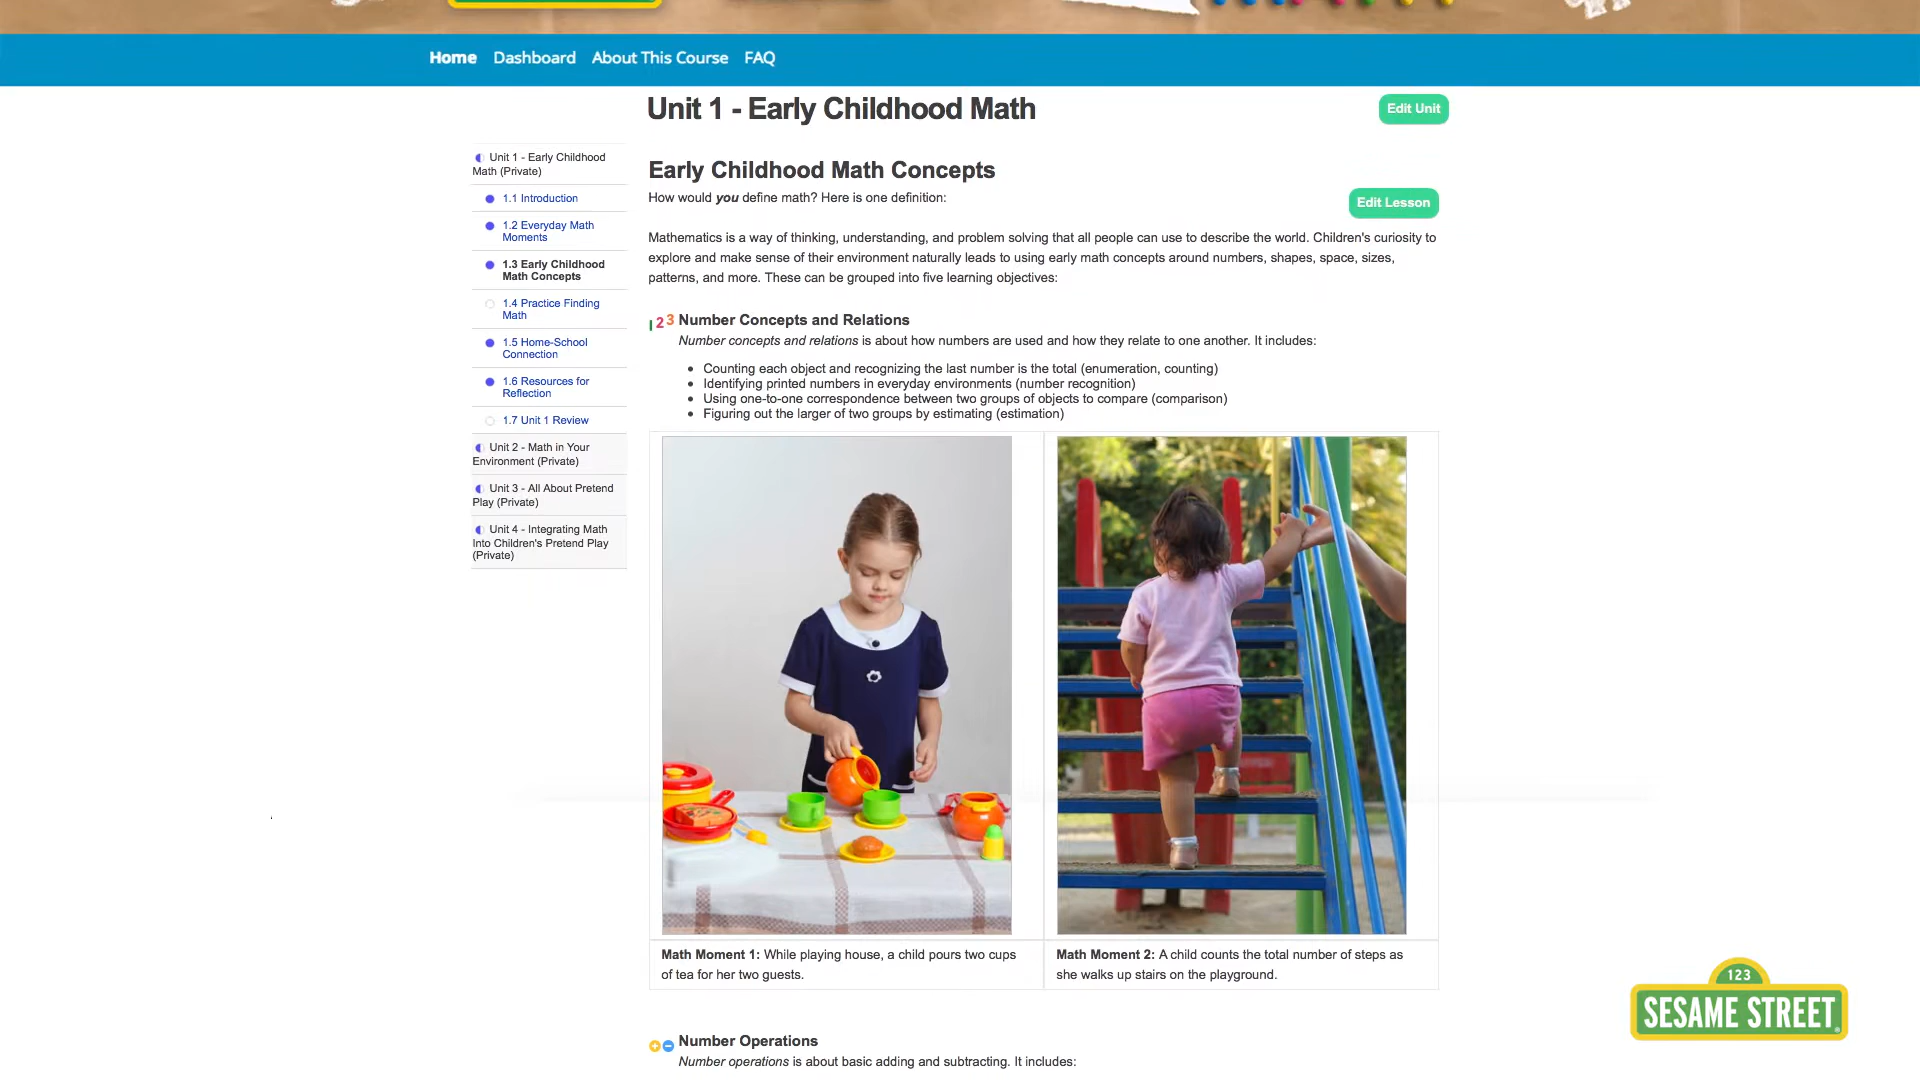 Home Dashboard About This Course FAQ
Unit 1 - Early Childhood Math
Edit Unit
Unit 1 - Early Childhood
Math (Private)
1.1 Introduction
1.2 Everyday Math
Moments
1.3 Early Childhood
Math Concepts
1.4 Practice Finding
Math
1.5 Home-School
Connection
1.6 Resources for
Reflection
1.7 Unit 1 Review
Unit 2 - Math in Your
Environment (Private)
Unit 3 - All About Pretend
Play (Private)
Unit 4 - Integrating Math
Into Children's Pretend Play
(Private)
Early Childhood Math Concepts
How would you define math? Here is one definition:
Edit Lesson
Mathematics is a way of thinking, understanding, and problem solving that all people can use to describe the world. Children's curiosity to
explore and make sense of their environment naturally leads to using early math concepts around numbers, shapes, space, sizes,
patterns, and more. These can be grouped into five learning objectives:
1 2 3 Number Concepts and Relations
Number concepts and relations is about how numbers are used and how they relate to one another. It includes:
• Counting each object and recognizing the last number is the total (enumeration, counting)
• Identifying printed numbers in everyday environments (number recognition)
• Using one-to-one correspondence between two groups of objects to compare (comparison)
• Figuring out the larger of two groups by estimating (estimation)
Math Moment 1: While playing house, a child pours two cups
of tea for her two guests.
Math Moment 2: A child counts the total number of steps as
she walks up stairs on the playground.
Number Operations
Number operations is about basic adding and subtracting. It includes:
123
SESAME STREET